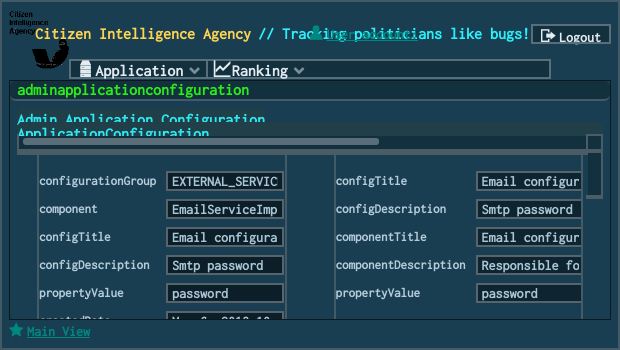 Citizen
Intelligence
Agency
Citizen Intelligence Agency // Tracking politicians like bugs!
Logout
Application
Ranking
adminapplicationconfiguration
Admin Application Configuration
ApplicationConfiguration
configurationGroup EXTERNAL_SERVIC
component EmailServiceImp
configTitle Email configura
configDescription Smtp password
propertyValue password
createdDate
configTitle Email configur
configDescription Smtp password
componentTitle Email configur
componentDescription Responsible fo
propertyValue password
Main View